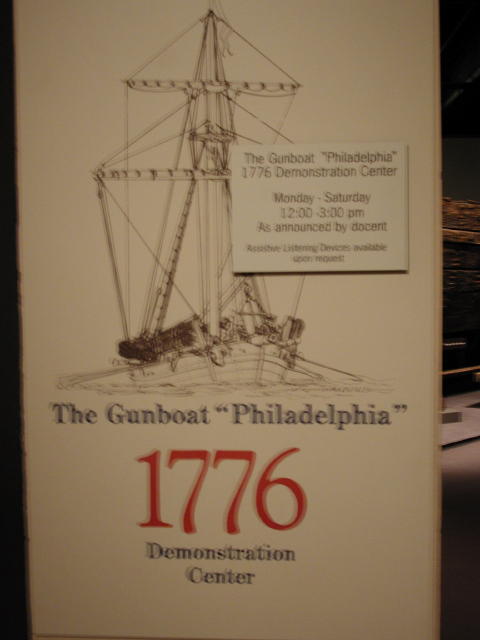 The Gunboat "Philadelphia"
1776 Demonstration Center
Monday - Saturday
12:00 -3:00 pm
As announced by docent
Assistive Listening Devices available
upon request
The Gunboat "Philadelphia"
1776
Demonstration
Center